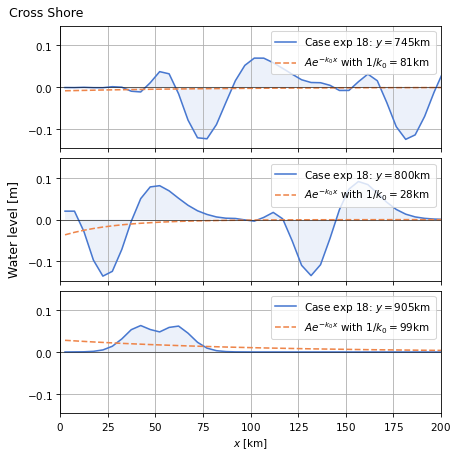 Cross Shore
Water level [m]
0.1
0.0
−0.1
Case exp 18: y = 745km
Ae^{−k₀x} with 1/k₀ = 81km
0.1
0.0
−0.1
Case exp 18: y = 800km
Ae^{−k₀x} with 1/k₀ = 28km
0.1
0.0
−0.1
Case exp 18: y = 905km
Ae^{−k₀x} with 1/k₀ = 99km
0 25 50 75 100 125 150 175 200
x [km]